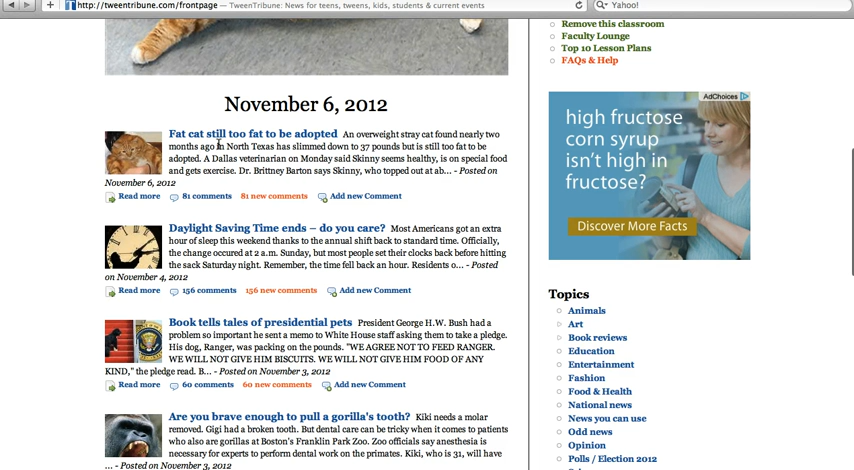 http://tweentribune.com/frontpage — TweenTribune: News for teens, tweens, kids, students & current events
Yahoo!
November 6, 2012
Fat cat still too fat to be adopted An overweight stray cat found nearly two
months ago in North Texas has slimmed down to 37 pounds but is still too fat to be
adopted. A Dallas veterinarian on Monday said Skinny seems healthy, is on special food
and gets exercise. Dr. Brittney Barton says Skinny, who topped out at ab... - Posted on
November 6, 2012
Read more 81 comments 81 new comments Add new Comment
Daylight Saving Time ends – do you care? Most Americans got an extra
hour of sleep this weekend thanks to the annual shift back to standard time. Officially,
the change occured at 2 a.m. Sunday, but most people set their clocks back before hitting
the sack Saturday night. Remember, the time fell back an hour. Residents o... - Posted
on November 4, 2012
Read more 156 comments 156 new comments Add new Comment
Book tells tales of presidential pets President George H.W. Bush had a
problem so important he sent a memo to White House staff asking them to take a pledge.
His dog, Ranger, was packing on the pounds. "WE AGREE NOT TO FEED RANGER.
WE WILL NOT GIVE HIM BISCUITS. WE WILL NOT GIVE HIM FOOD OF ANY
KIND," the pledge read. B... - Posted on November 3, 2012
Read more 60 comments 60 new comments Add new Comment
Are you brave enough to pull a gorilla's tooth? Kiki needs a molar
removed. Gigi had a broken tooth. But dental care can be tricky when it comes to patients
who also are gorillas at Boston's Franklin Park Zoo. Zoo officials say anesthesia is
necessary for experts to perform dental work on the primates. Kiki, who is 31, will have
... - Posted on November 3, 2012
Remove this classroom
Faculty Lounge
Top 10 Lesson Plans
FAQs & Help
AdChoices
high fructose
corn syrup
isn't high in
fructose?
Discover More Facts
Topics
Animals
Art
Book reviews
Education
Entertainment
Fashion
Food & Health
National news
News you can use
Odd news
Opinion
Polls / Election 2012